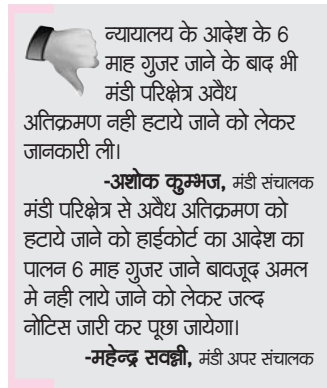 न्यायालय के आदेश के 6
माह गुजर जाने के बाद भी
मंडी परिक्षेत्र अवैध
अतिक्रमण नही हटाये जाने को लेकर
जानकारी ली।
-अशोक कुम्भज, मंडी संचालक
मंडी परिक्षेत्र से अवैध अतिक्रमण को
हटाये जाने को हाईकोर्ट का आदेश का
पालन 6 माह गुजर जाने बावजूद अमल
मे नही लाये जाने को लेकर जल्द
नोटिस जारी कर पूछा जायेगा।
-महेन्द्र सवन्नी, मंडी अपर संचालक